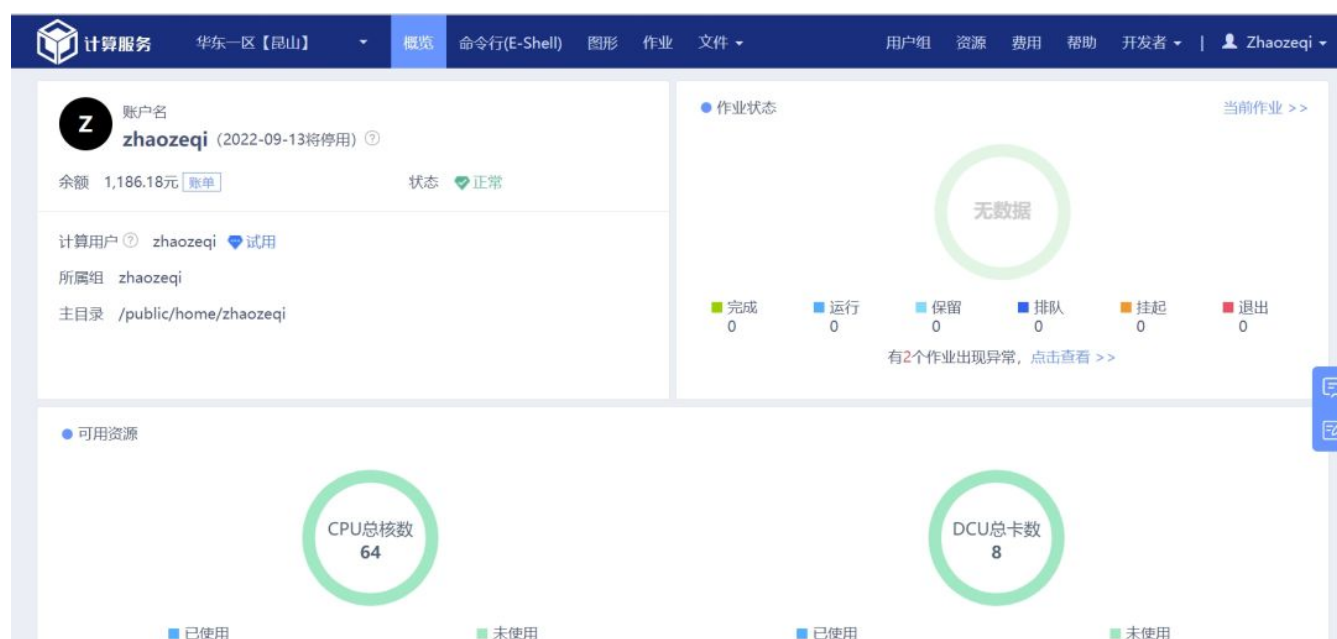 计算服务 华东一区【昆山】 概览 命令行(E-Shell) 图形 作业 文件 用户组 资源 费用 帮助 开发者 | Zhaozeqi
Z
账户名
zhaozeqi (2022-09-13将停用) ?
余额 1,186.18元 账单 状态 正常
计算用户 ? zhaozeqi 试用
所属组 zhaozeqi
主目录 /public/home/zhaozeqi
作业状态 当前作业 >>
无数据
完成 运行 保留 排队 挂起 退出
0 0 0 0 0 0
有2个作业出现异常，点击查看 >>
可用资源
CPU总核数 DCU总卡数
64 8
已使用 未使用 已使用 未使用